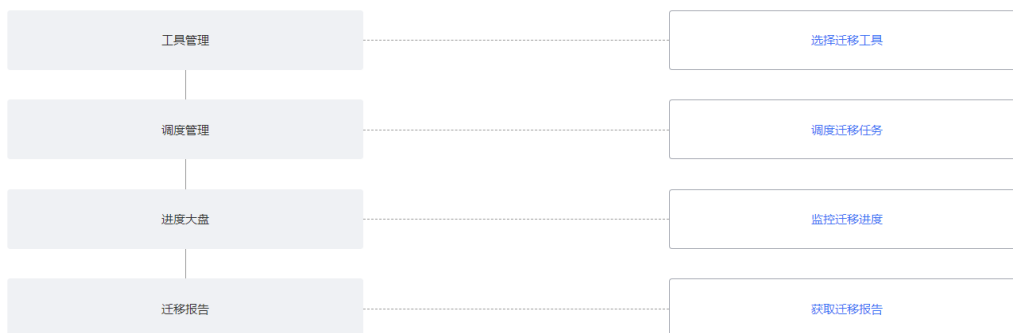 工具管理
选择迁移工具
调度管理
调度迁移任务
进度大盘
监控迁移进度
迁移报告
获取迁移报告